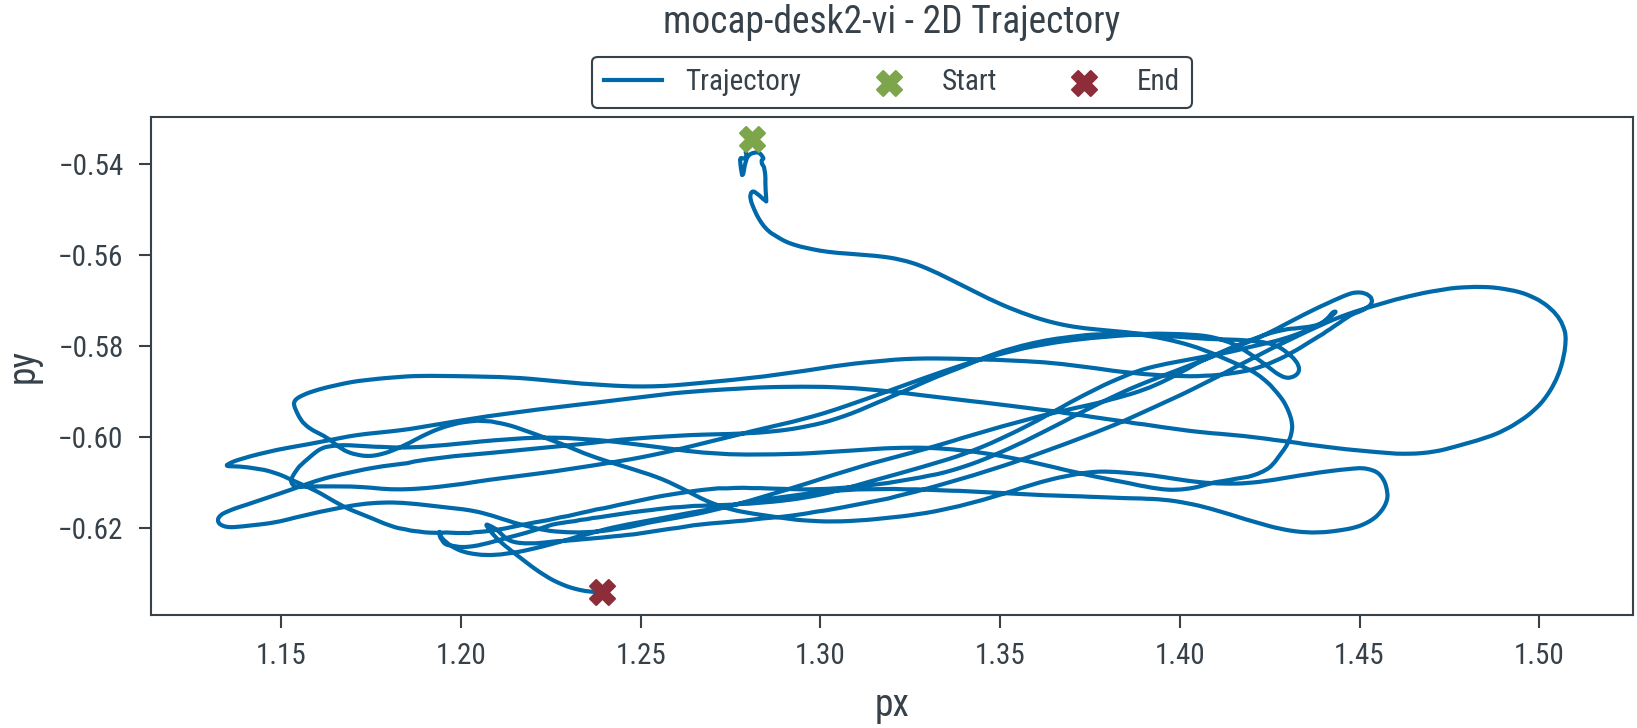 mocap-desk2-vi - 2D Trajectory
Trajectory Start End
−0.54
−0.56
−0.58
−0.60
−0.62
py
1.15 1.20 1.25 1.30 1.35 1.40 1.45 1.50
px